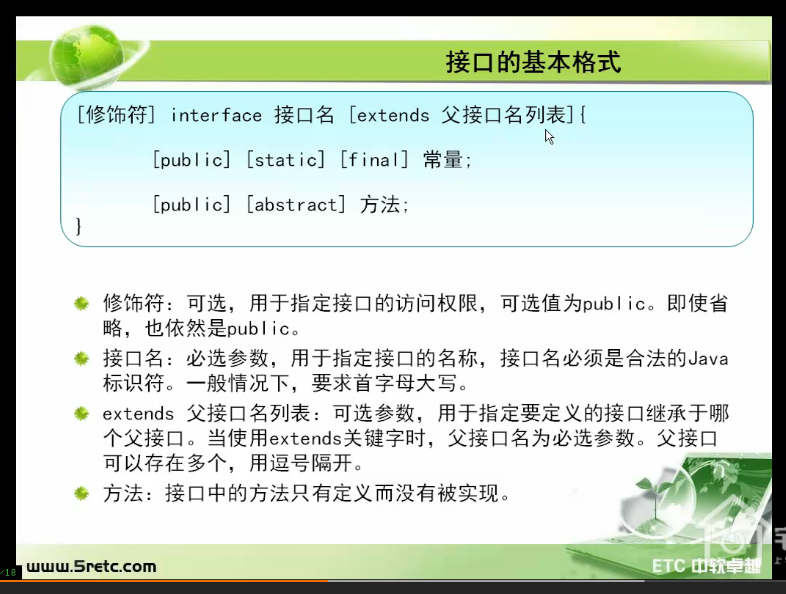 接口的基本格式
[修饰符] interface 接口名 [extends 父接口名列表]{
[public] [static] [final] 常量;
[public] [abstract] 方法;
}
修饰符：可选，用于指定接口的访问权限，可选值为public。即使省
略，也依然是public。
接口名：必选参数，用于指定接口的名称，接口名必须是合法的Java
标识符。一般情况下，要求首字母大写。
extends 父接口名列表：可选参数，用于指定要定义的接口继承于哪
个父接口。当使用extends关键字时，父接口名为必选参数。父接口
可以存在多个，用逗号隔开。
方法：接口中的方法只有定义而没有被实现。
/18
www.5retc.com
ETC 中软卓越